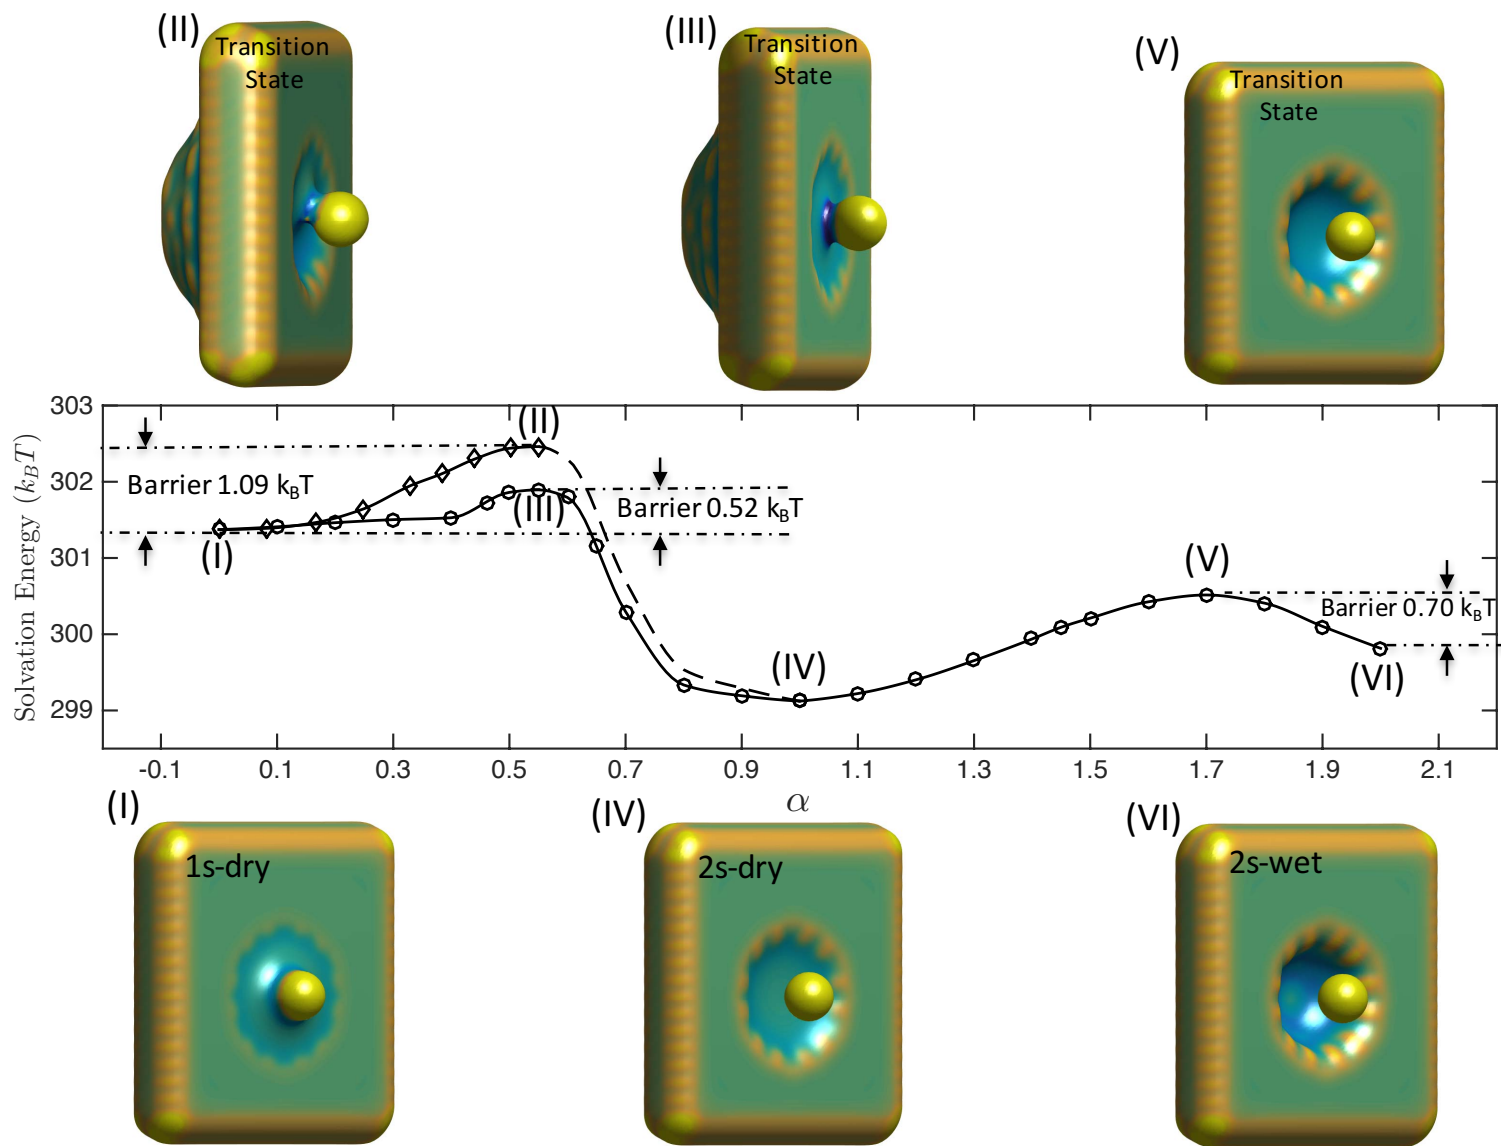 (II)
Transition
State
(III)
Transition
State
(V)
Transition
State
303
302
301
300
299
Solvation Energy (k_BT)
(II)
Barrier 1.09 k_BT
(III)
Barrier 0.52 k_BT
(I)
(V)
Barrier 0.70 k_BT
(IV)
(VI)
-0.1 0.1 0.3 0.5 0.7 0.9 1.1 1.3 1.5 1.7 1.9 2.1
α
(I)
1s-dry
(IV)
2s-dry
(VI)
2s-wet